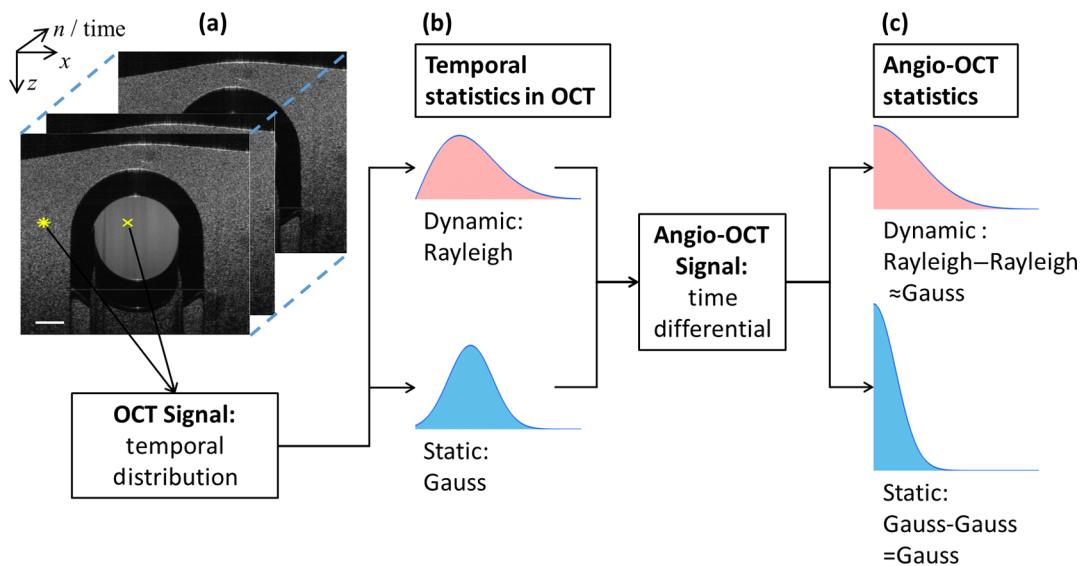 (a)
n / time
x
z
OCT Signal:
temporal
distribution
(b)
Temporal
statistics in OCT
Dynamic:
Rayleigh
Static:
Gauss
Angio-OCT
Signal:
time
differential
(c)
Angio-OCT
statistics
Dynamic :
Rayleigh−Rayleigh
≈Gauss
Static:
Gauss-Gauss
=Gauss